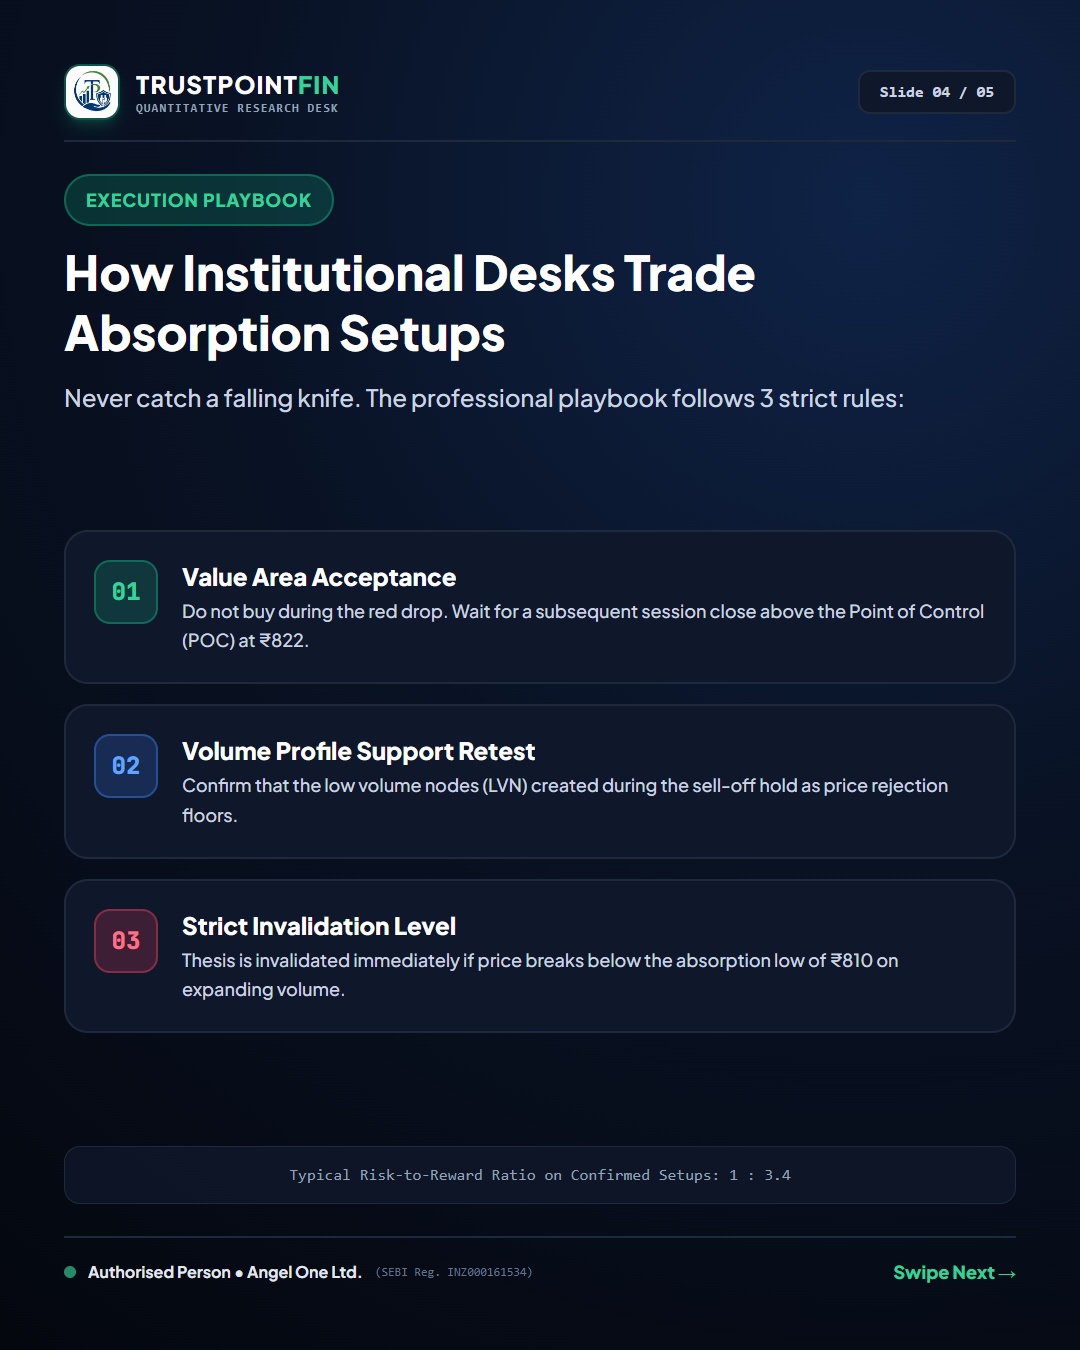 TRUSTPOINTFIN
QUANTITATIVE RESEARCH DESK
Slide 04 / 05
EXECUTION PLAYBOOK
How Institutional Desks Trade
Absorption Setups
Never catch a falling knife. The professional playbook follows 3 strict rules:
01
Value Area Acceptance
Do not buy during the red drop. Wait for a subsequent session close above the Point of Control
(POC) at ₹822.
02
Volume Profile Support Retest
Confirm that the low volume nodes (LVN) created during the sell-off hold as price rejection
floors.
03
Strict Invalidation Level
Thesis is invalidated immediately if price breaks below the absorption low of ₹810 on
expanding volume.
Typical Risk-to-Reward Ratio on Confirmed Setups: 1 : 3.4
Authorised Person • Angel One Ltd. (SEBI Reg. INZ000161534)
Swipe Next →